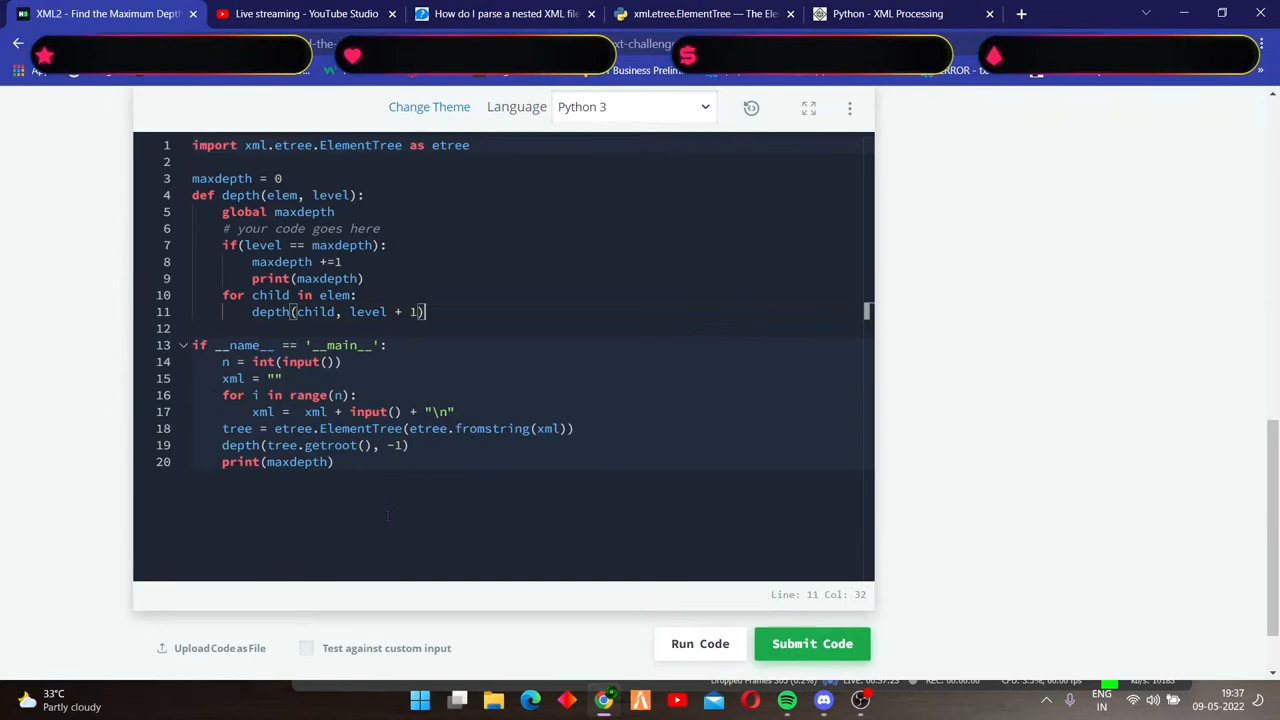 XML2 - Find the Maximum Depth
Live streaming - YouTube Studio
How do I parse a nested XML file
xml.etree.ElementTree — The Ele
Python - XML Processing
Change Theme
Language
Python 3
1 import xml.etree.ElementTree as etree
2
3 maxdepth = 0
4 def depth(elem, level):
5 global maxdepth
6 # your code goes here
7 if(level == maxdepth):
8 maxdepth +=1
9 print(maxdepth)
10 for child in elem:
11 depth(child, level + 1)
12
13 if __name__ == '__main__':
14 n = int(input())
15 xml = ""
16 for i in range(n):
17 xml = xml + input() + "\n"
18 tree = etree.ElementTree(etree.fromstring(xml))
19 depth(tree.getroot(), -1)
20 print(maxdepth)
Line: 11 Col: 32
Upload Code as File
Test against custom input
Run Code
Submit Code
33°C
Partly cloudy
ENG
IN
19:37
09-05-2022